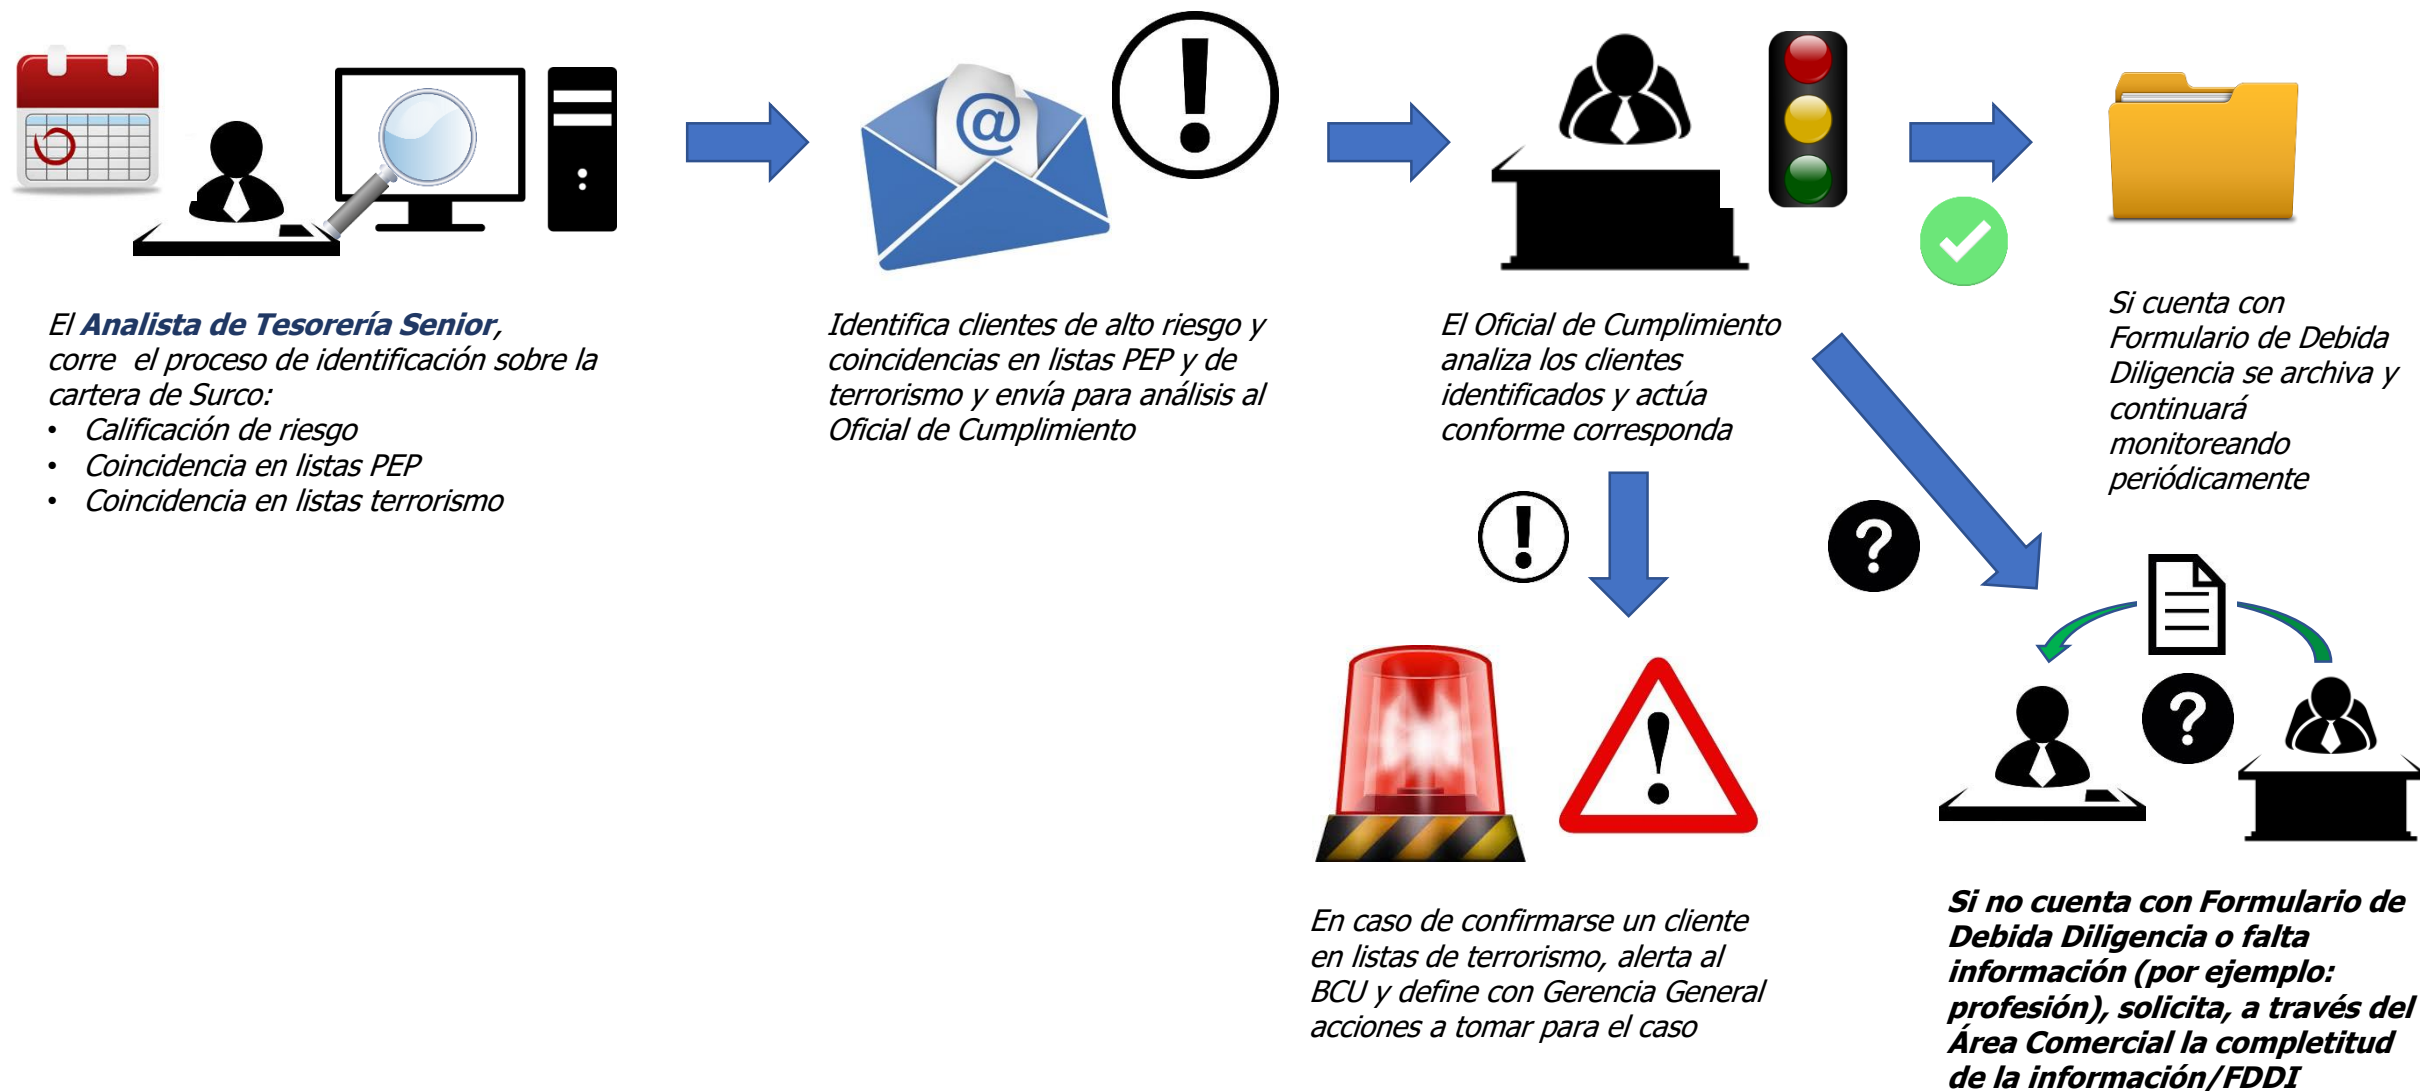 El Analista de Tesorería Senior,
corre el proceso de identificación sobre la
cartera de Surco:
• Calificación de riesgo
• Coincidencia en listas PEP
• Coincidencia en listas terrorismo
@
!
Identifica clientes de alto riesgo y
coincidencias en listas PEP y de
terrorismo y envía para análisis al
Oficial de Cumplimiento
El Oficial de Cumplimiento
analiza los clientes
identificados y actúa
conforme corresponda
Si cuenta con
Formulario de Debida
Diligencia se archiva y
continuará
monitoreando
periódicamente
!
?
!
?
En caso de confirmarse un cliente
en listas de terrorismo, alerta al
BCU y define con Gerencia General
acciones a tomar para el caso
Si no cuenta con Formulario de
Debida Diligencia o falta
información (por ejemplo:
profesión), solicita, a través del
Área Comercial la completitud
de la información/FDDI